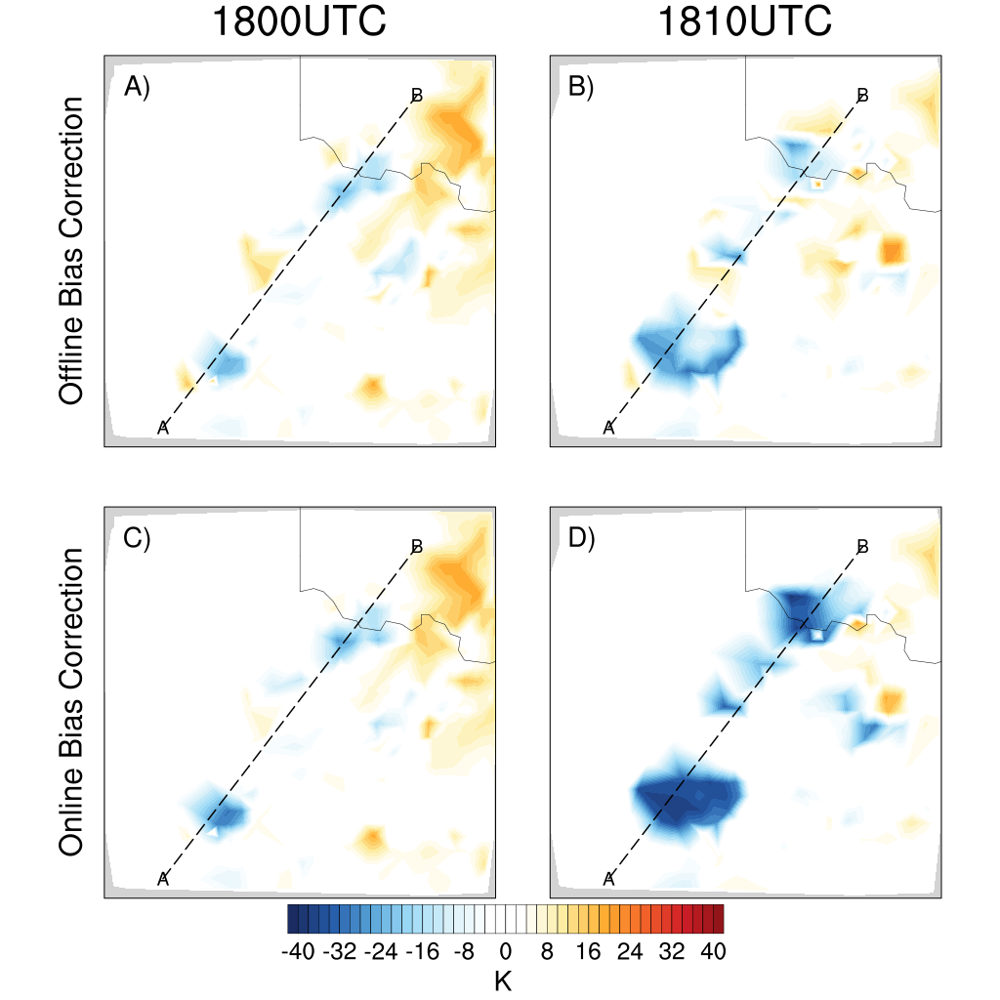 1800UTC 1810UTC
Offline Bias Correction
A) B
A
B) B
A
Online Bias Correction
C) B
A
D) B
A
-40 -32 -24 -16 -8 0 8 16 24 32 40
K